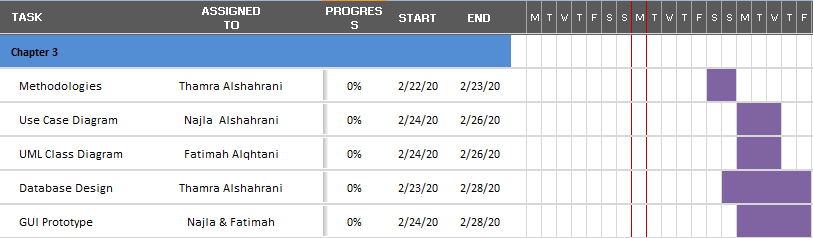 TASK ASSIGNED TO PROGRES S START END M T W T F S S M T W T F S S M T W T F
Chapter 3
Methodologies Thamra Alshahrani 0% 2/22/20 2/23/20
Use Case Diagram Najla Alshahrani 0% 2/24/20 2/26/20
UML Class Diagram Fatimah Alqhtani 0% 2/24/20 2/26/20
Database Design Thamra Alshahrani 0% 2/23/20 2/28/20
GUI Prototype Najla & Fatimah 0% 2/24/20 2/28/20